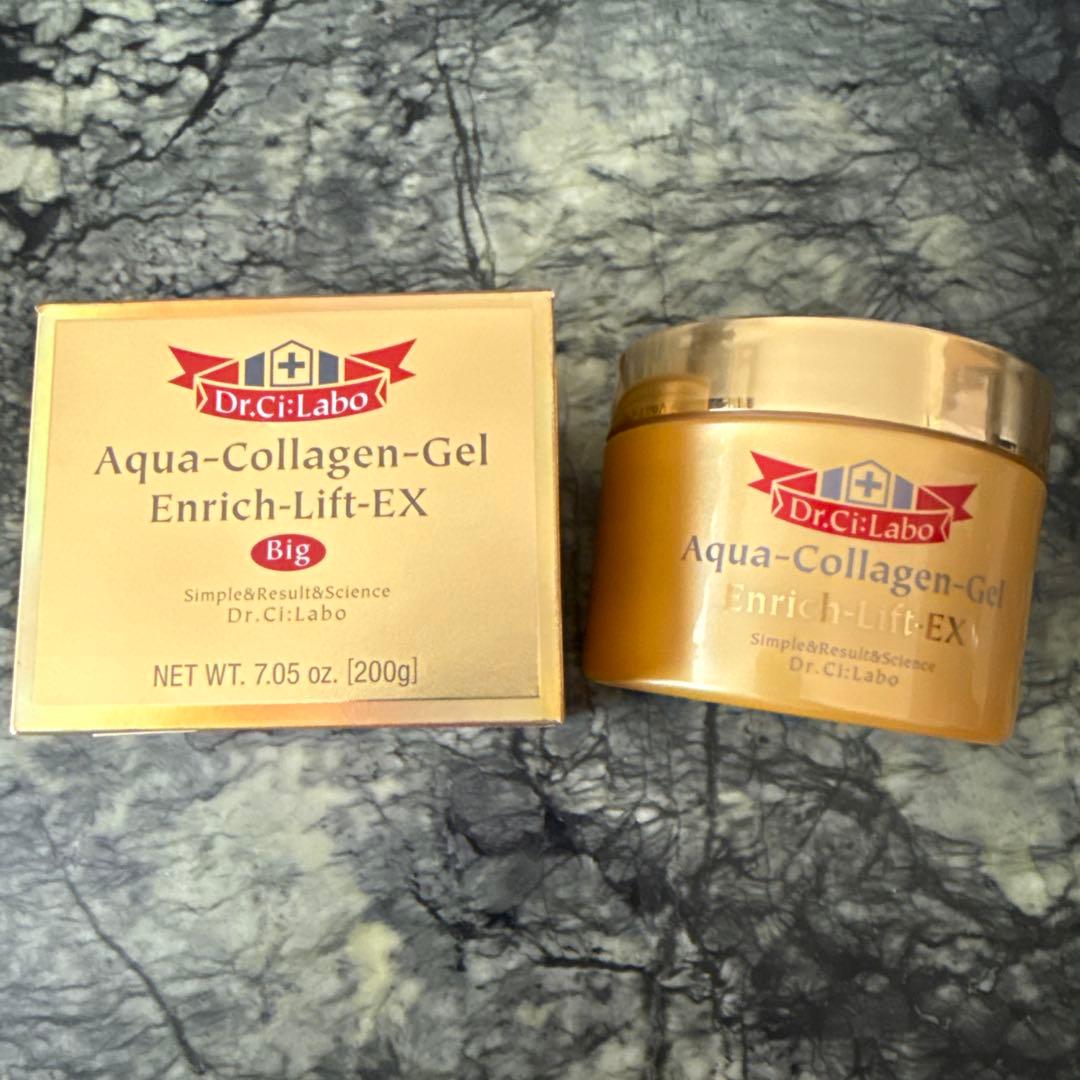 Dr.Ci:Labo
Aqua-Collagen-Gel
Enrich-Lift-EX
Big
Simple&Result&Science
Dr.Ci:Labo
NET WT. 7.05 oz. [200g]
Dr.Ci:Labo
Aqua-Collagen-Gel
Enrich-Lift-EX
Simple&Result&Science
Dr.Ci:Labo